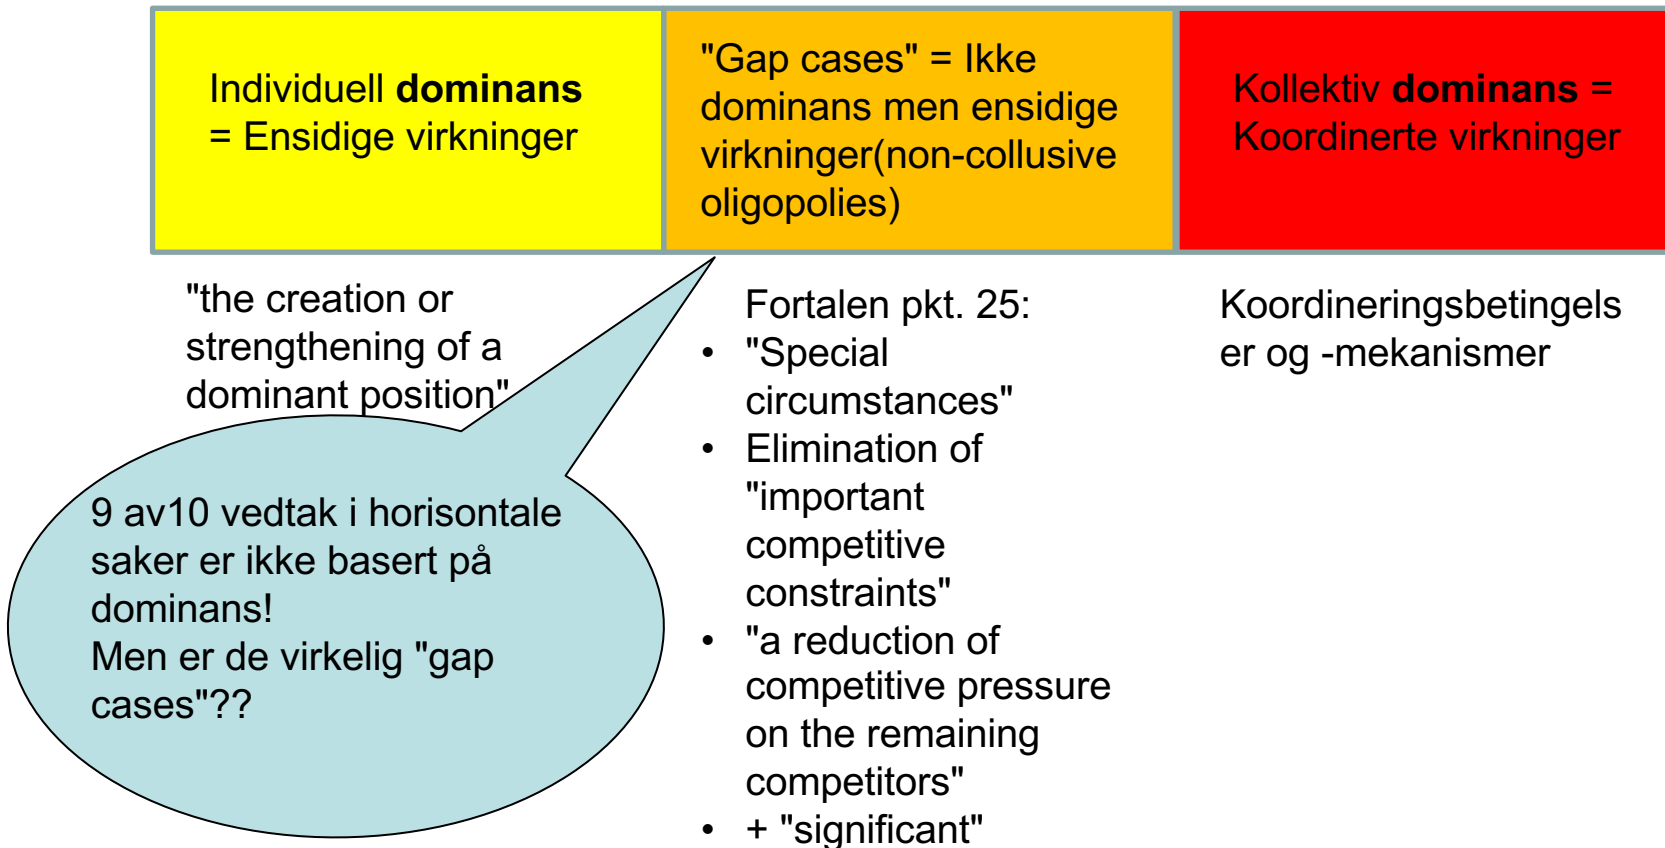 Individuell dominans
= Ensidige virkninger
"Gap cases" = Ikke
dominans men ensidige
virkninger(non-collusive
oligopolies)
Kollektiv dominans =
Koordinerte virkninger
"the creation or
strengthening of a
dominant position"
9 av10 vedtak i horisontale
saker er ikke basert på
dominans!
Men er de virkelig "gap
cases"??
Fortalen pkt. 25:
• "Special
circumstances"
• Elimination of
"important
competitive
constraints"
• "a reduction of
competitive pressure
on the remaining
competitors"
• + "significant"
Koordineringsbetingels
er og -mekanismer